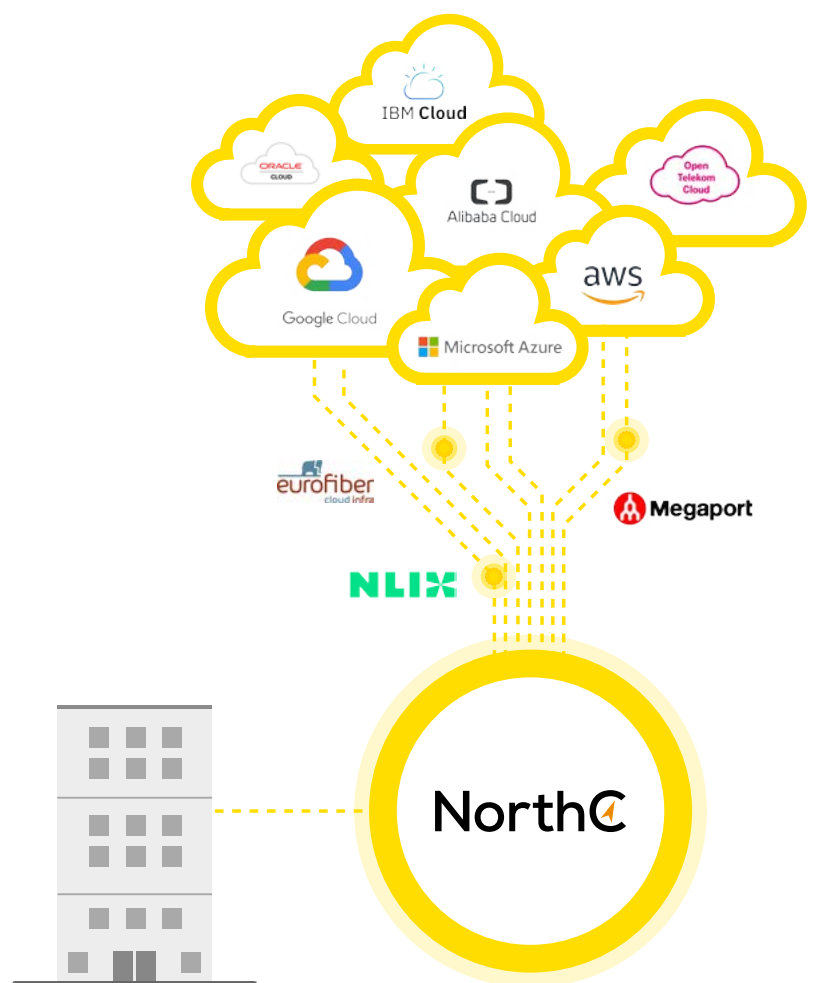 IBM Cloud
ORACLE
CLOUD
Open
Telekom
Cloud
Alibaba Cloud
Google Cloud
aws
Microsoft Azure
eurofiber
cloud infra
Megaport
NLIX
NorthC